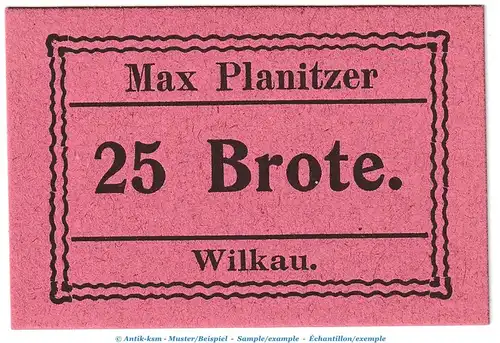 Max Planitzer
25 Brote.
Wilkau.
© Antik-ksm - Muster/Beispiel - Sample/example - Échantillon/exemple